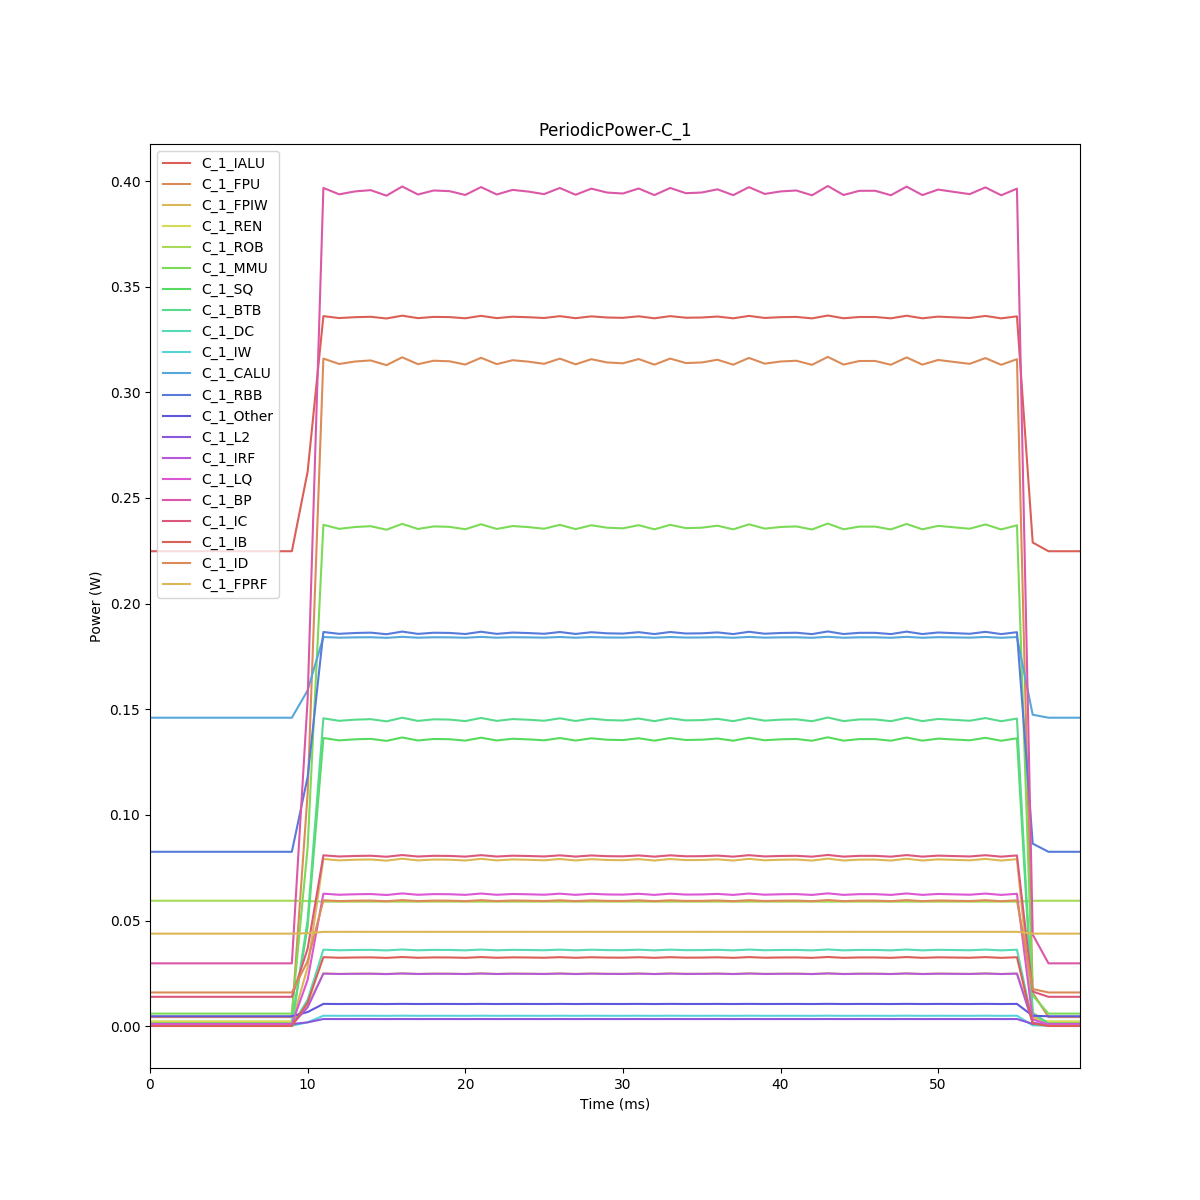 PeriodicPower-C_1
C_1_IALU
C_1_FPU
C_1_FPIW
C_1_REN
C_1_ROB
C_1_MMU
C_1_SQ
C_1_BTB
C_1_DC
C_1_IW
C_1_CALU
C_1_RBB
C_1_Other
C_1_L2
C_1_IRF
C_1_LQ
C_1_BP
C_1_IC
C_1_IB
C_1_ID
C_1_FPRF
0.40
0.35
0.30
0.25
0.20
0.15
0.10
0.05
0.00
Power (W)
0 10 20 30 40 50
Time (ms)